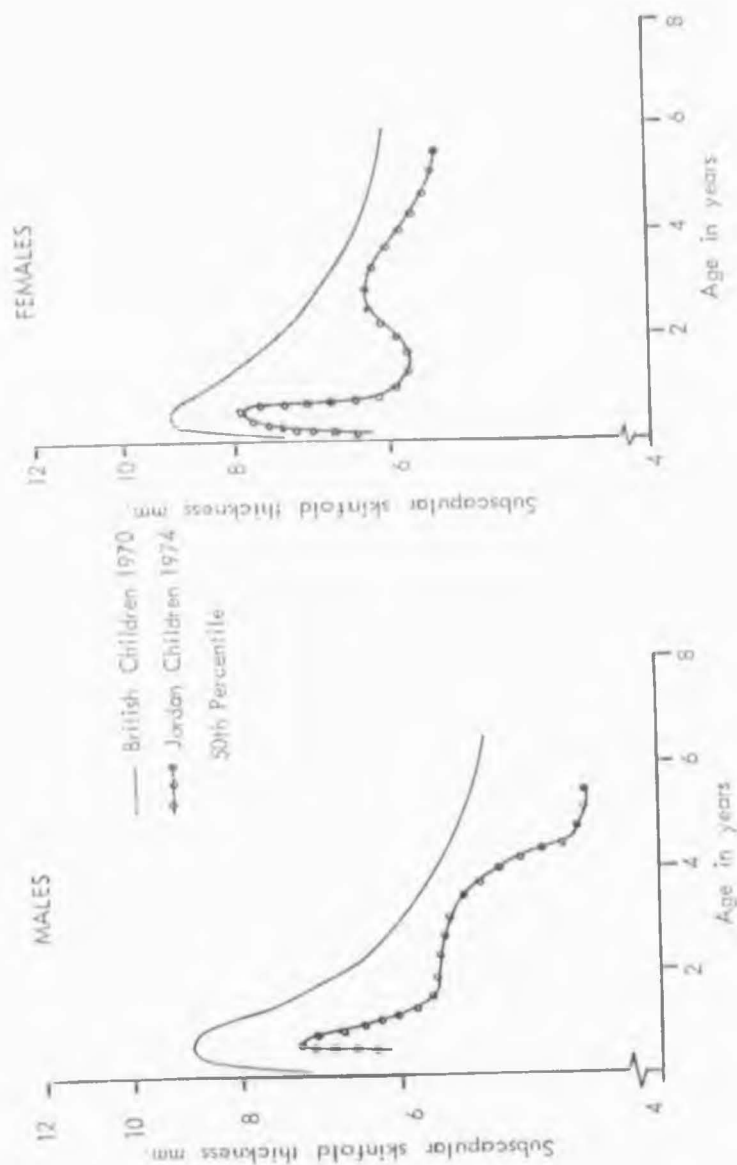 MALES
Subscapular skinfold thickness mm.
12
10
8
6
4
2
4
6
8
Age in years
British Children 1970
Jordan Children 1974
50th Percentile
FEMALES
Subscapular skinfold thickness mm.
12
10
8
6
4
2
4
6
8
Age in years